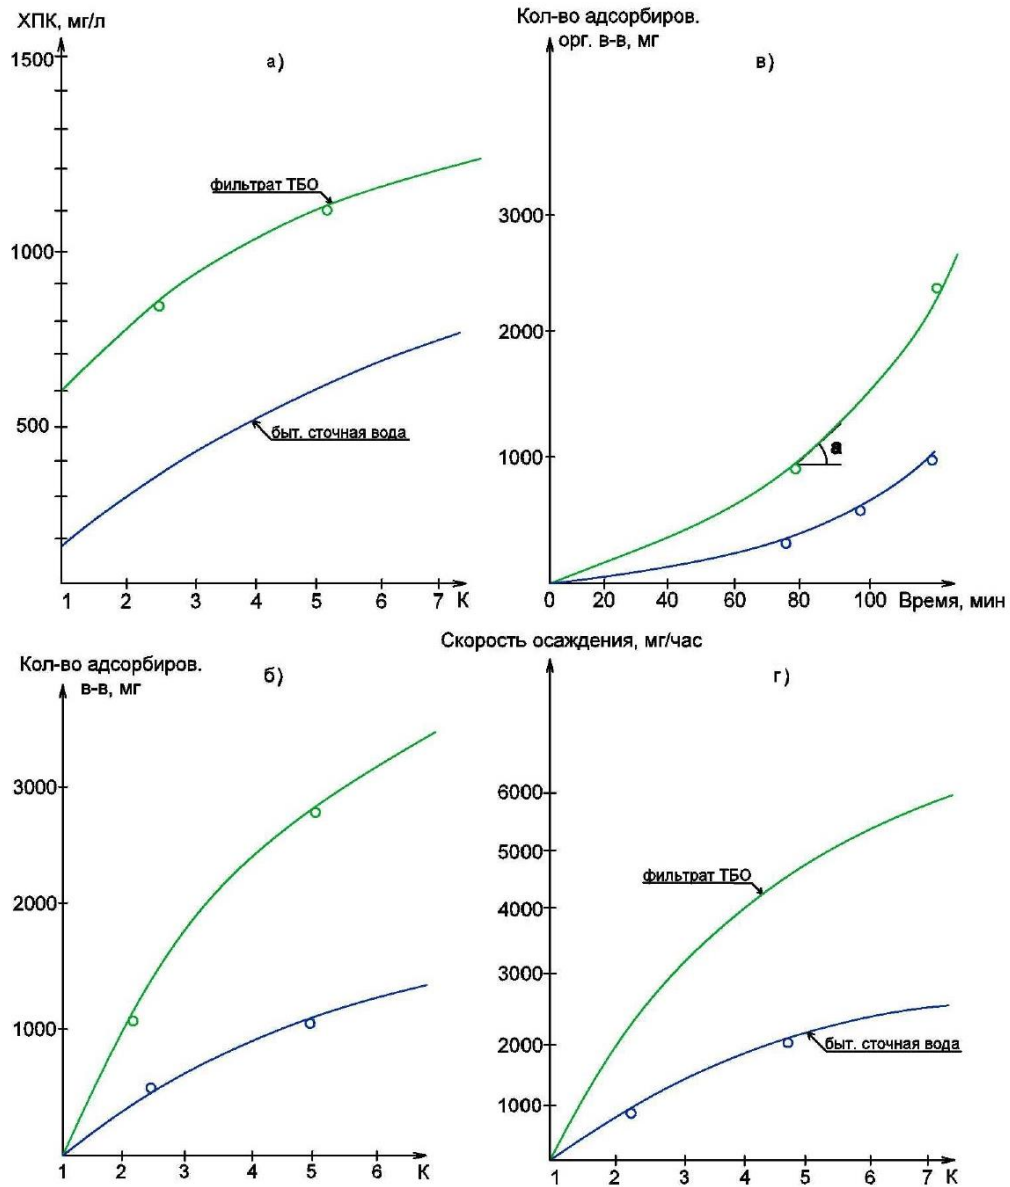 ХПК, мг/л
а)
1500
1000
500
фильтрат ТБО
быт. сточная вода
1 2 3 4 5 6 7 К
Кол-во адсорбиров.
орг. в-в, мг
в)
3000
2000
1000
а
0 20 40 60 80 100 Время, мин
Кол-во адсорбиров.
в-в, мг
б)
3000
2000
1000
1 2 3 4 5 6 К
Скорость осаждения, мг/час
г)
6000
5000
4000
3000
2000
1000
фильтрат ТБО
быт. сточная вода
1 2 3 4 5 6 7 К